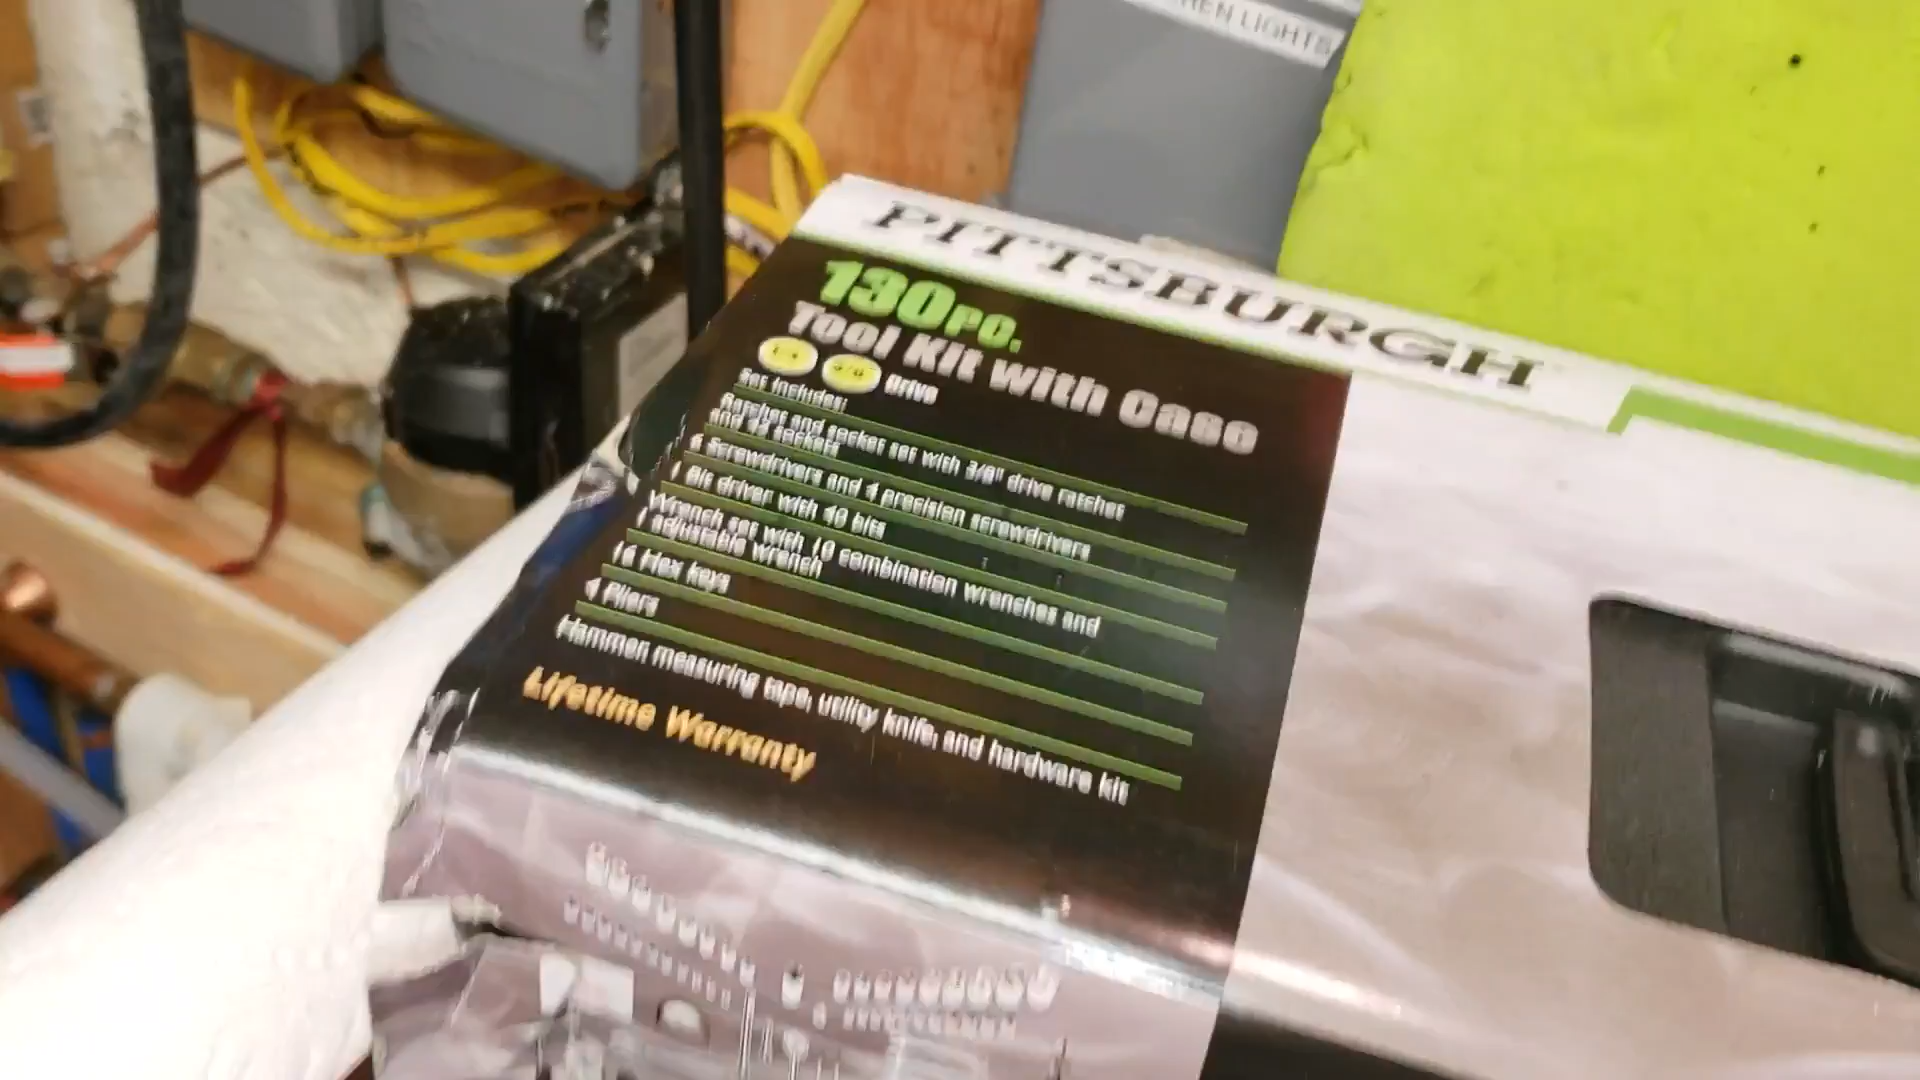 EN LIGHTS
PITTSBURGH
130PC.
Tool Kit with Case
Drive
Set Includes:
Ratchet and socket set with 3/8" drive ratchet
and 42 sockets
6 Screwdrivers and 4 precision screwdrivers
1 Bit driver with 40 bits
Wrench set with 10 combination wrenches and
1 adjustable wrench
16 Hex keys
4 Pliers
Hammer, measuring tape, utility knife, and hardware kit
Lifetime Warranty